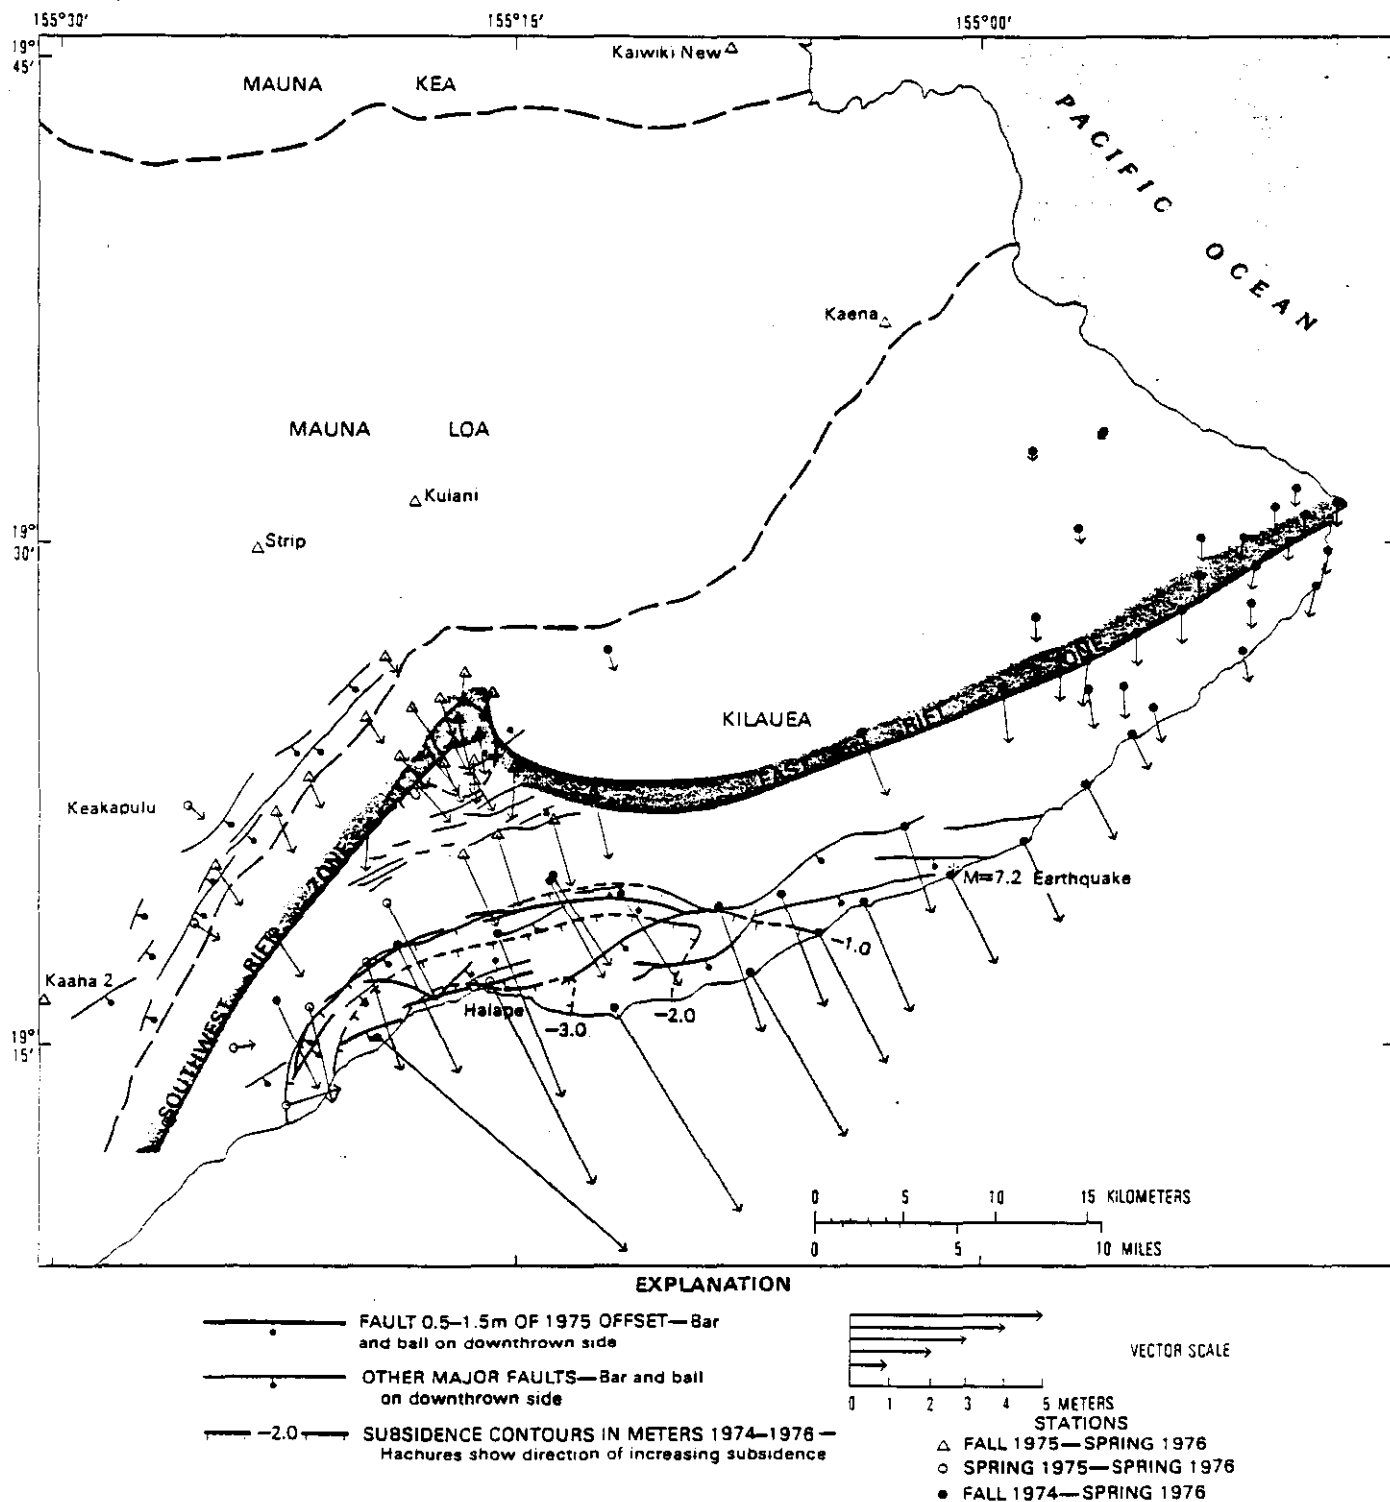 155°30′ 155°15′ 155°00′
19°
45′
Kaiwiki New
MAUNA KEA
PACIFIC OCEAN
Kaena
MAUNA LOA
Kulani
Strip
19°
30′
KILAUEA
EAST RIFT ZONE
Keakapulu
SOUTHWEST RIFT ZONE
M=7.2 Earthquake
-1.0
Kaaha 2
Halape
-3.0
-2.0
19°
15′
0 5 10 15 KILOMETERS
0 5 10 MILES
EXPLANATION
FAULT 0.5–1.5m OF 1975 OFFSET—Bar
and ball on downthrown side
OTHER MAJOR FAULTS—Bar and ball
on downthrown side
-2.0 SUBSIDENCE CONTOURS IN METERS 1974–1976—
Hachures show direction of increasing subsidence
VECTOR SCALE
0 1 2 3 4 5 METERS
STATIONS
△ FALL 1975—SPRING 1976
○ SPRING 1975—SPRING 1976
● FALL 1974—SPRING 1976